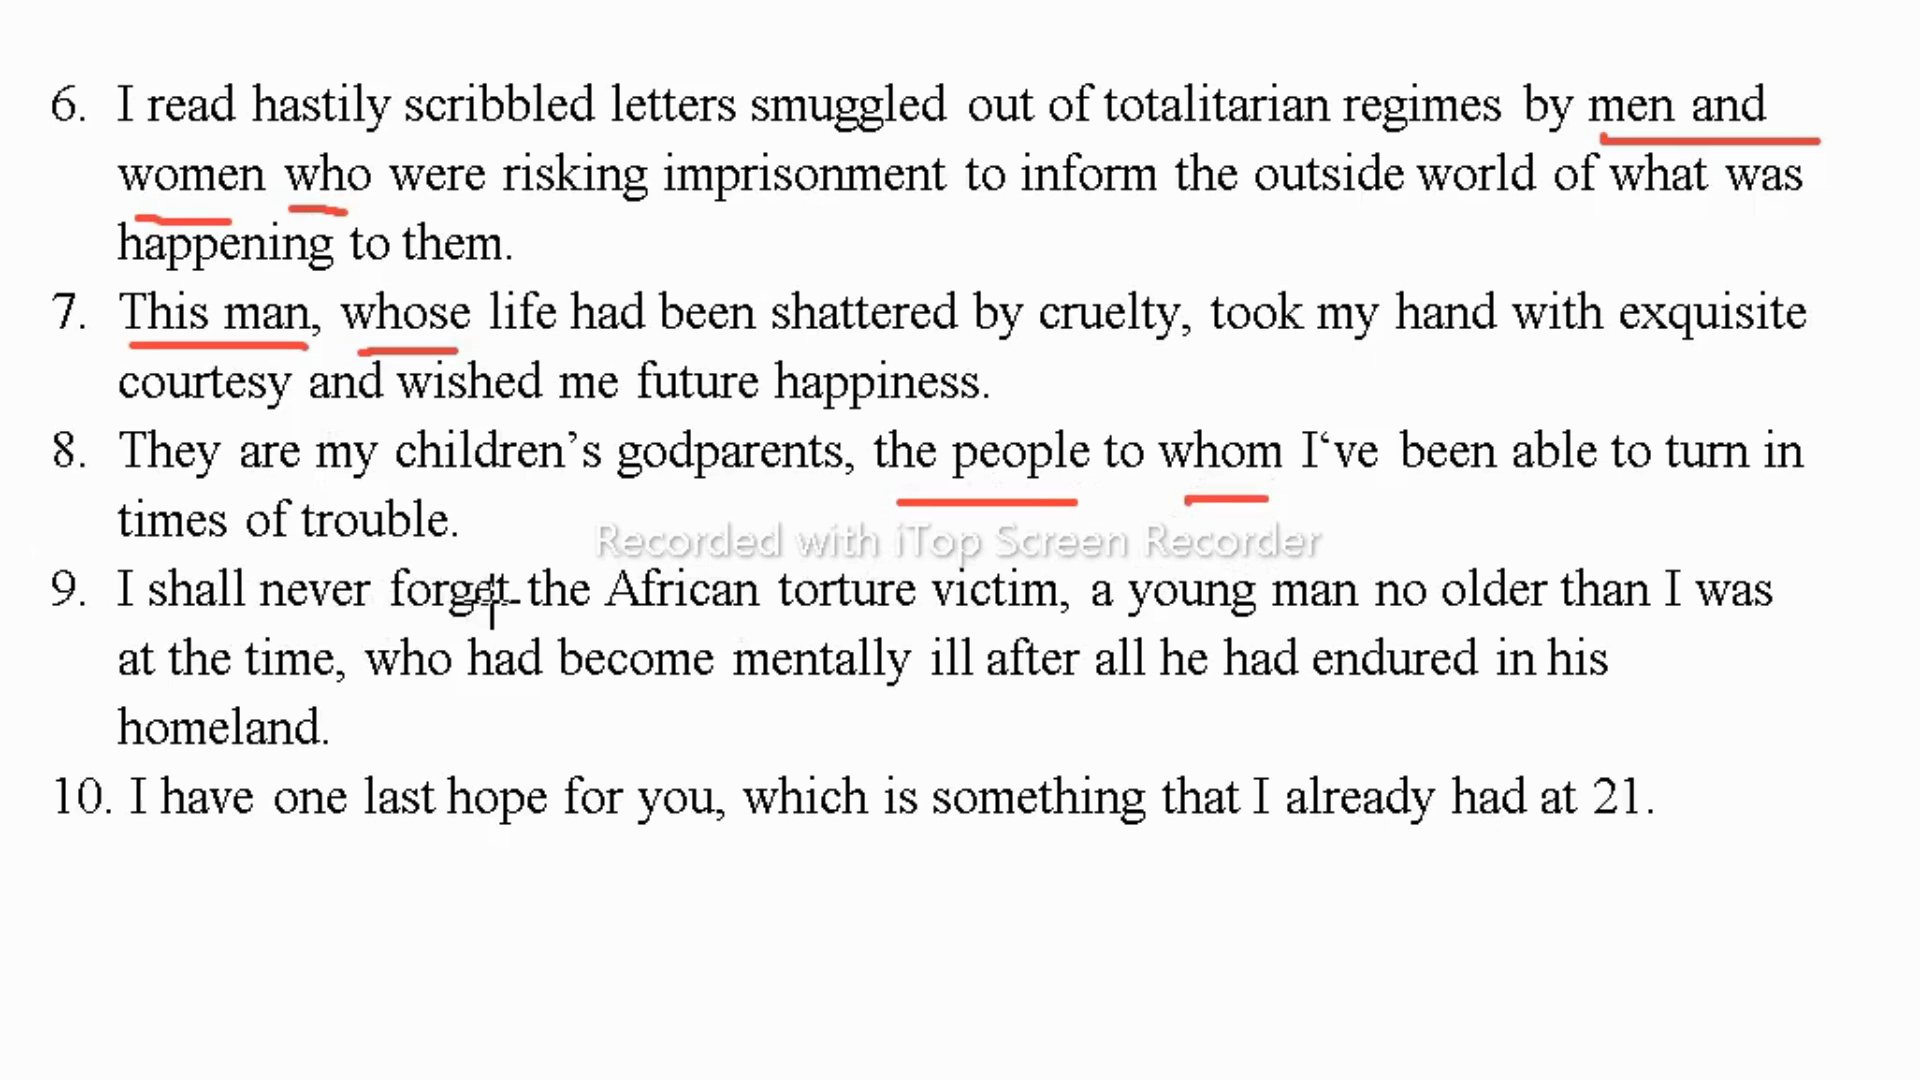 6. I read hastily scribbled letters smuggled out of totalitarian regimes by men and
women who were risking imprisonment to inform the outside world of what was
happening to them.
7. This man, whose life had been shattered by cruelty, took my hand with exquisite
courtesy and wished me future happiness.
8. They are my children’s godparents, the people to whom I‘ve been able to turn in
times of trouble.
Recorded with iTop Screen Recorder
9. I shall never forget the African torture victim, a young man no older than I was
at the time, who had become mentally ill after all he had endured in his
homeland.
10. I have one last hope for you, which is something that I already had at 21.